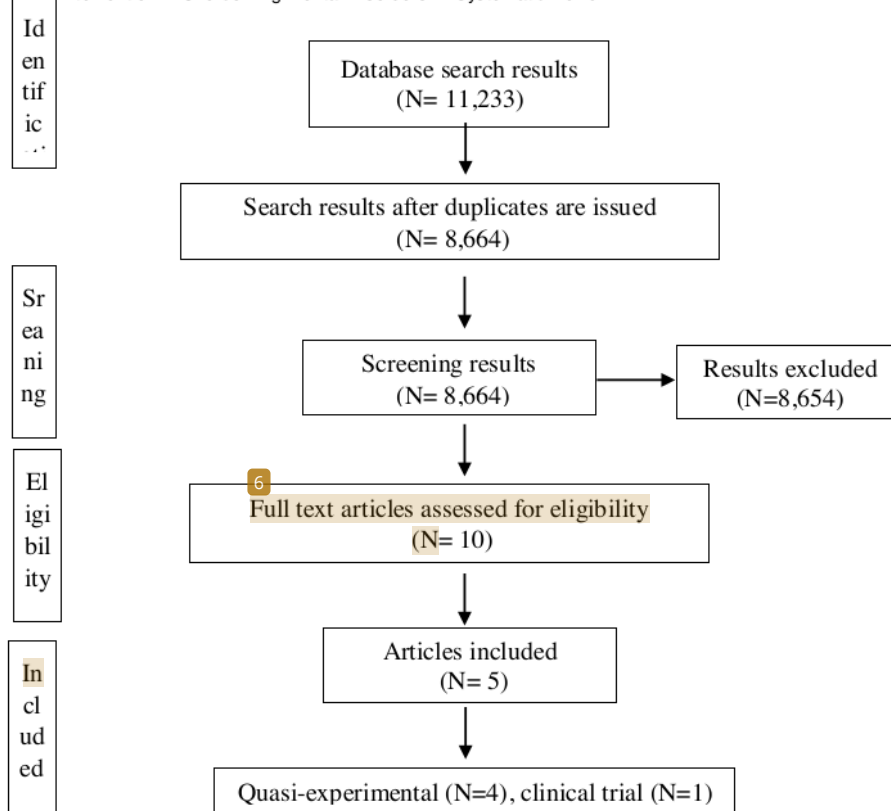 Id
en
tif
ic
Database search results
(N= 11,233)
Search results after duplicates are issued
(N= 8,664)
Sr
ea
ni
ng
Screening results
(N= 8,664)
Results excluded
(N=8,654)
El
igi
bil
ity
6
Full text articles assessed for eligibility
(N= 10)
In
cl
ud
ed
Articles included
(N= 5)
Quasi-experimental (N=4), clinical trial (N=1)